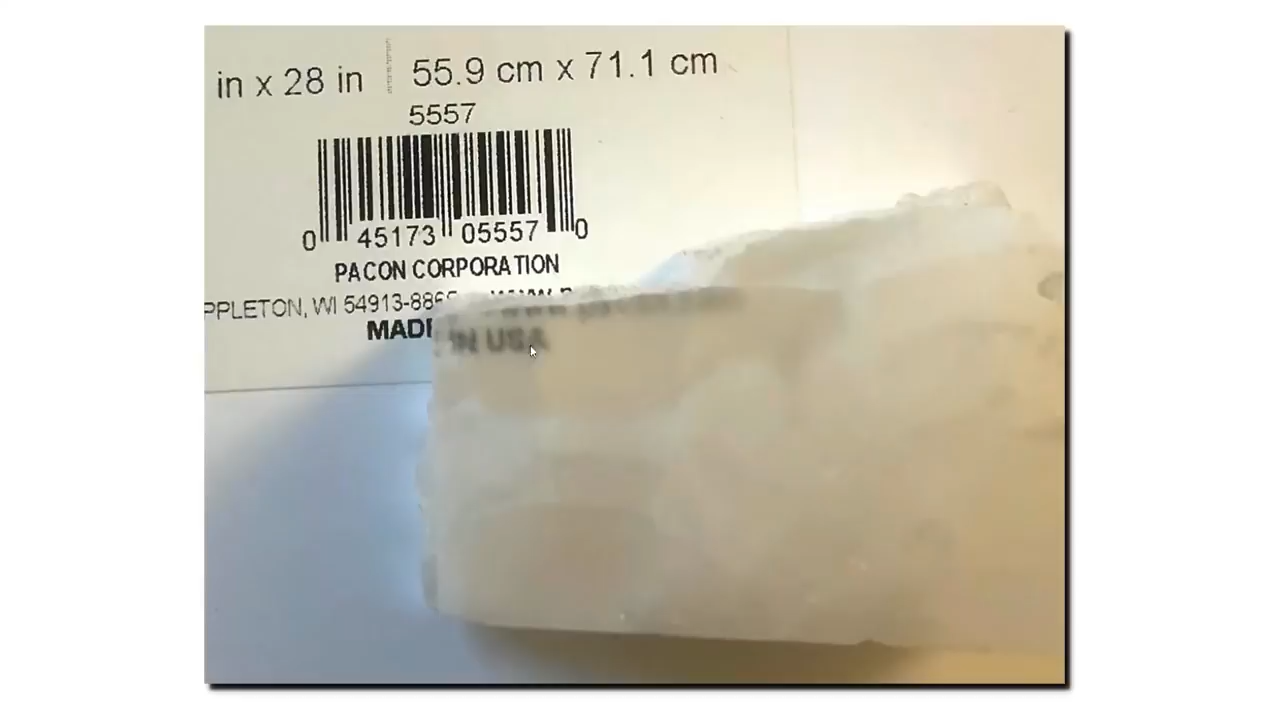 in x 28 in 55.9 cm x 71.1 cm
5557
0 45173 05557 0
PACON CORPORATION
PPLETON, WI 54913-886
MADE IN USA